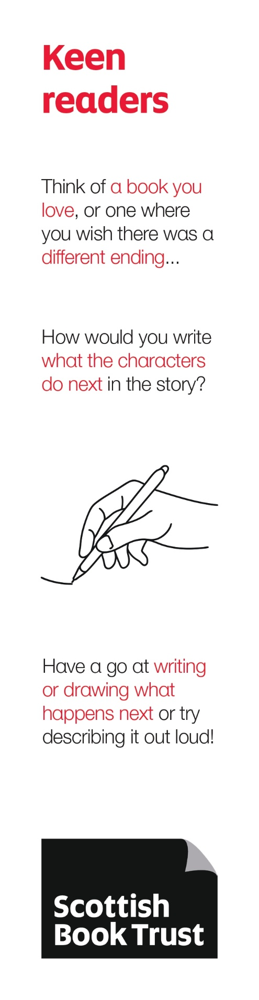 Keen
readers
Think of a book you
love, or one where
you wish there was a
different ending...
How would you write
what the characters
do next in the story?
Have a go at writing
or drawing what
happens next or try
describing it out loud!
Scottish
Book Trust